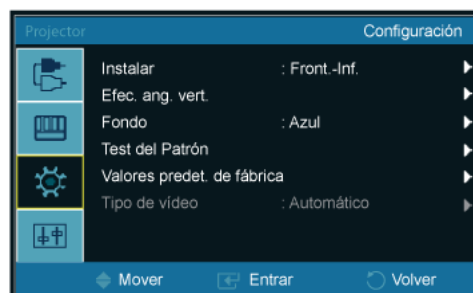 Projector Configuración
Instalar : Front.-Inf.
Efec. ang. vert.
Fondo : Azul
Test del Patrón
Valores predet. de fábrica
Tipo de vídeo : Automático
Mover Entrar Volver